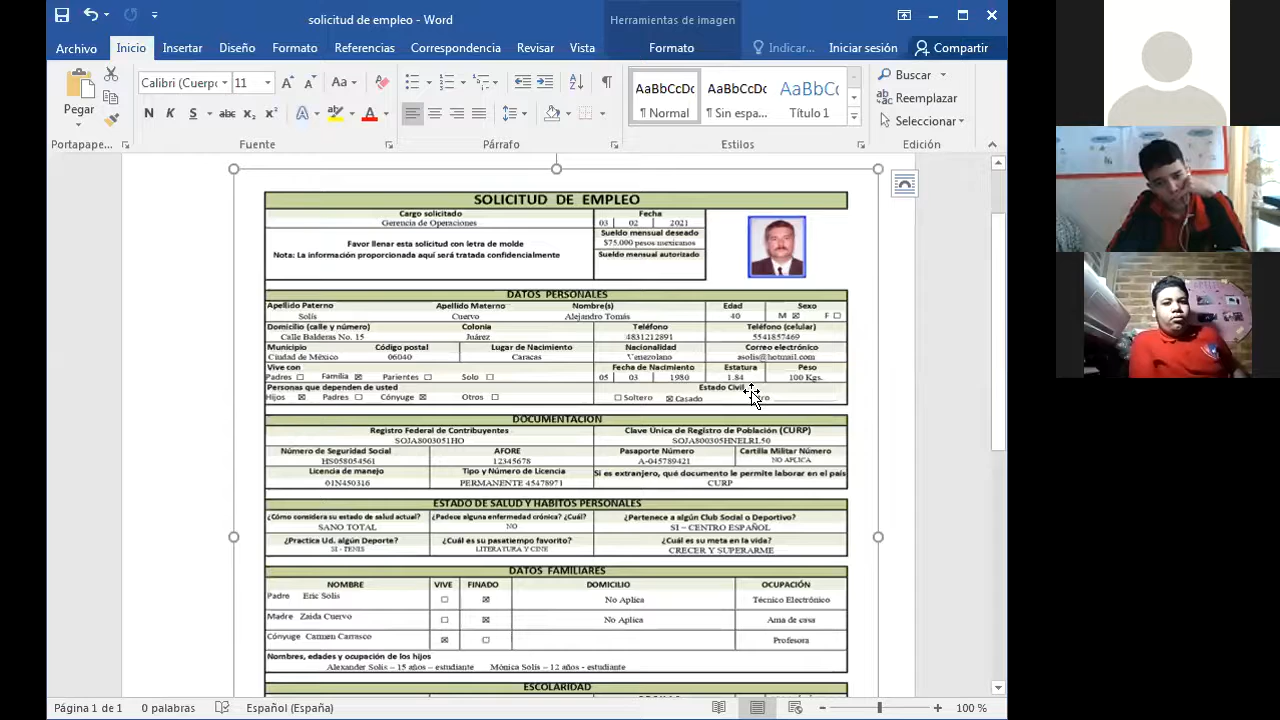 solicitud de empleo - Word
Herramientas de imagen
Archivo Inicio Insertar Diseño Formato Referencias Correspondencia Revisar Vista Formato Indicar... Iniciar sesión Compartir
Pegar
Calibri (Cuerpo 11
Aa
N K S abc x₂ x² A A
AaBbCcDc AaBbCcDc AaBbCc
¶ Normal ¶ Sin espa... Título 1
Buscar
Reemplazar
Seleccionar
Portapape... Fuente Párrafo Estilos Edición
SOLICITUD DE EMPLEO
Cargo solicitado Fecha
Gerencia de Operaciones 03 02 2021
Sueldo mensual deseado
Favor llenar esta solicitud con letra de molde $75.000 pesos mexicanos
Nota: La información proporcionada aquí será tratada confidencialmente Sueldo mensual autorizado
DATOS PERSONALES
Apellido Paterno Apellido Materno Nombre(s) Edad Sexo
Solís Cuervo Alejandro Tomás 40 M ☒ F ☐
Domicilio (calle y número) Colonia Teléfono Teléfono (celular)
Calle Balderas No. 15 Juárez 4831212891 5541857469
Municipio Código postal Lugar de Nacimiento Nacionalidad Correo electrónico
Ciudad de México 06040 Caracas Venezolano asolis@hotmail.com
Vive con Fecha de Nacimiento Estatura Peso
Padres ☐ Familia ☒ Parientes ☐ Solo ☐ 05 03 1980 1.84 100 Kgs.
Personas que dependen de usted Estado Civil
Hijos ☒ Padres ☐ Cónyuge ☒ Otros ☐ ☐ Soltero ☒ Casado
DOCUMENTACION
Registro Federal de Contribuyentes Clave Unica de Registro de Población (CURP)
SOJA8003051HO SOJA800305HNELRL50
Número de Seguridad Social AFORE Pasaporte Número Cartilla Militar Número
HS058054561 12345678 A-045789421 NO APLICA
Licencia de manejo Tipo y Número de Licencia Si es extranjero, qué documento le permite laborar en el país
01N450316 PERMANENTE 45478971 CURP
ESTADO DE SALUD Y HABITOS PERSONALES
¿Cómo considera su estado de salud actual? ¿Padece alguna enfermedad crónica? ¿Cuál? ¿Pertenece a algún Club Social o Deportivo?
SANO TOTAL NO SI – CENTRO ESPAÑOL
¿Practica Ud. algún Deporte? ¿Cuál es su pasatiempo favorito? ¿Cuál es su meta en la vida?
SI - TENIS LITERATURA Y CINE CRECER Y SUPERARME
DATOS FAMILIARES
NOMBRE VIVE FINADO DOMICILIO OCUPACIÓN
Padre Eric Solis ☐ ☒ No Aplica Técnico Electrónico
Madre Zaida Cuervo ☐ ☒ No Aplica Ama de casa
Cónyuge Carmen Carrasco ☒ ☐ Profesora
Nombres, edades y ocupación de los hijos
Alexander Solis – 15 años – estudiante Mónica Solis – 12 años - estudiante
ESCOLARIDAD
Página 1 de 1 0 palabras Español (España) 100 %